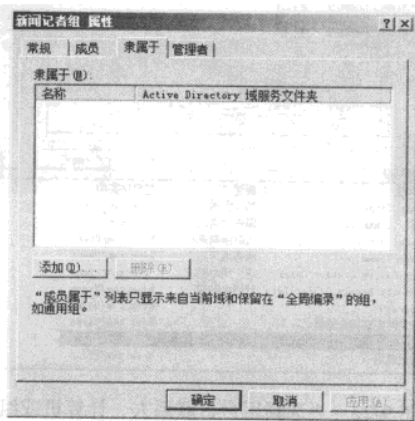 新闻记者组 属性
常规
成员
隶属于
管理者
隶属于(M):
名称
Active Directory 域服务文件夹
添加(D)...
删除(R)
“成员属于”列表只显示来自当前域和保留在“全局编录”的组，
如通用组。
确定
取消
应用(A)